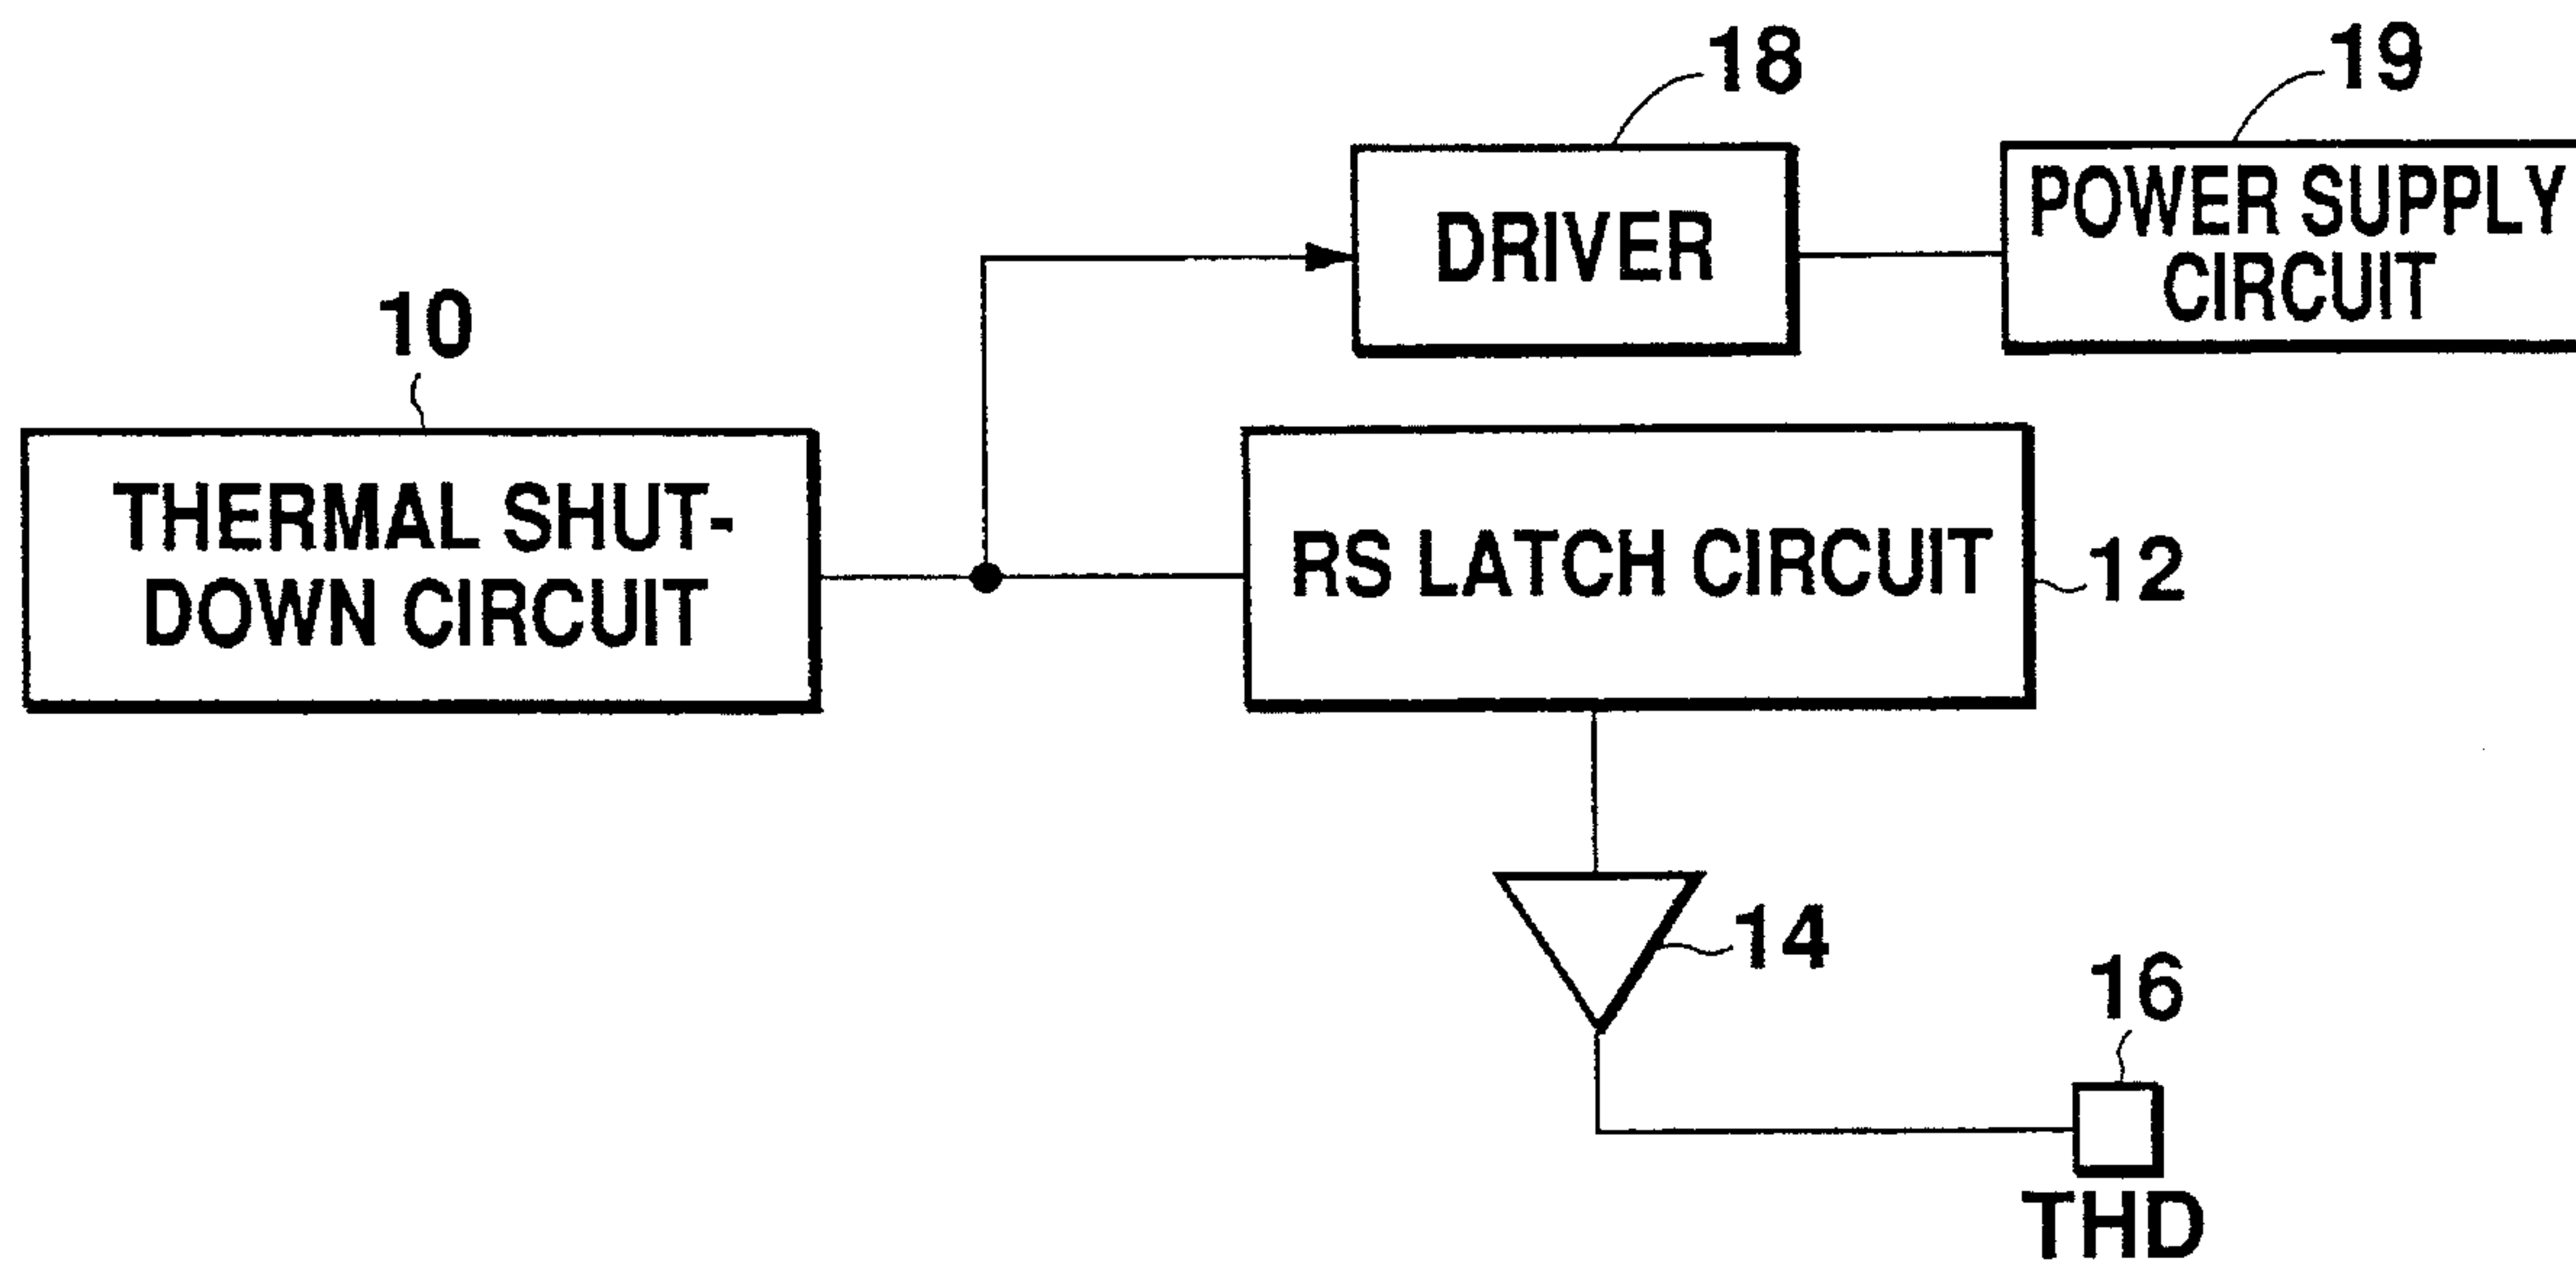 18
19
DRIVER
POWER SUPPLY
CIRCUIT
10
THERMAL SHUT-
DOWN CIRCUIT
RS LATCH CIRCUIT
12
14
16
THD